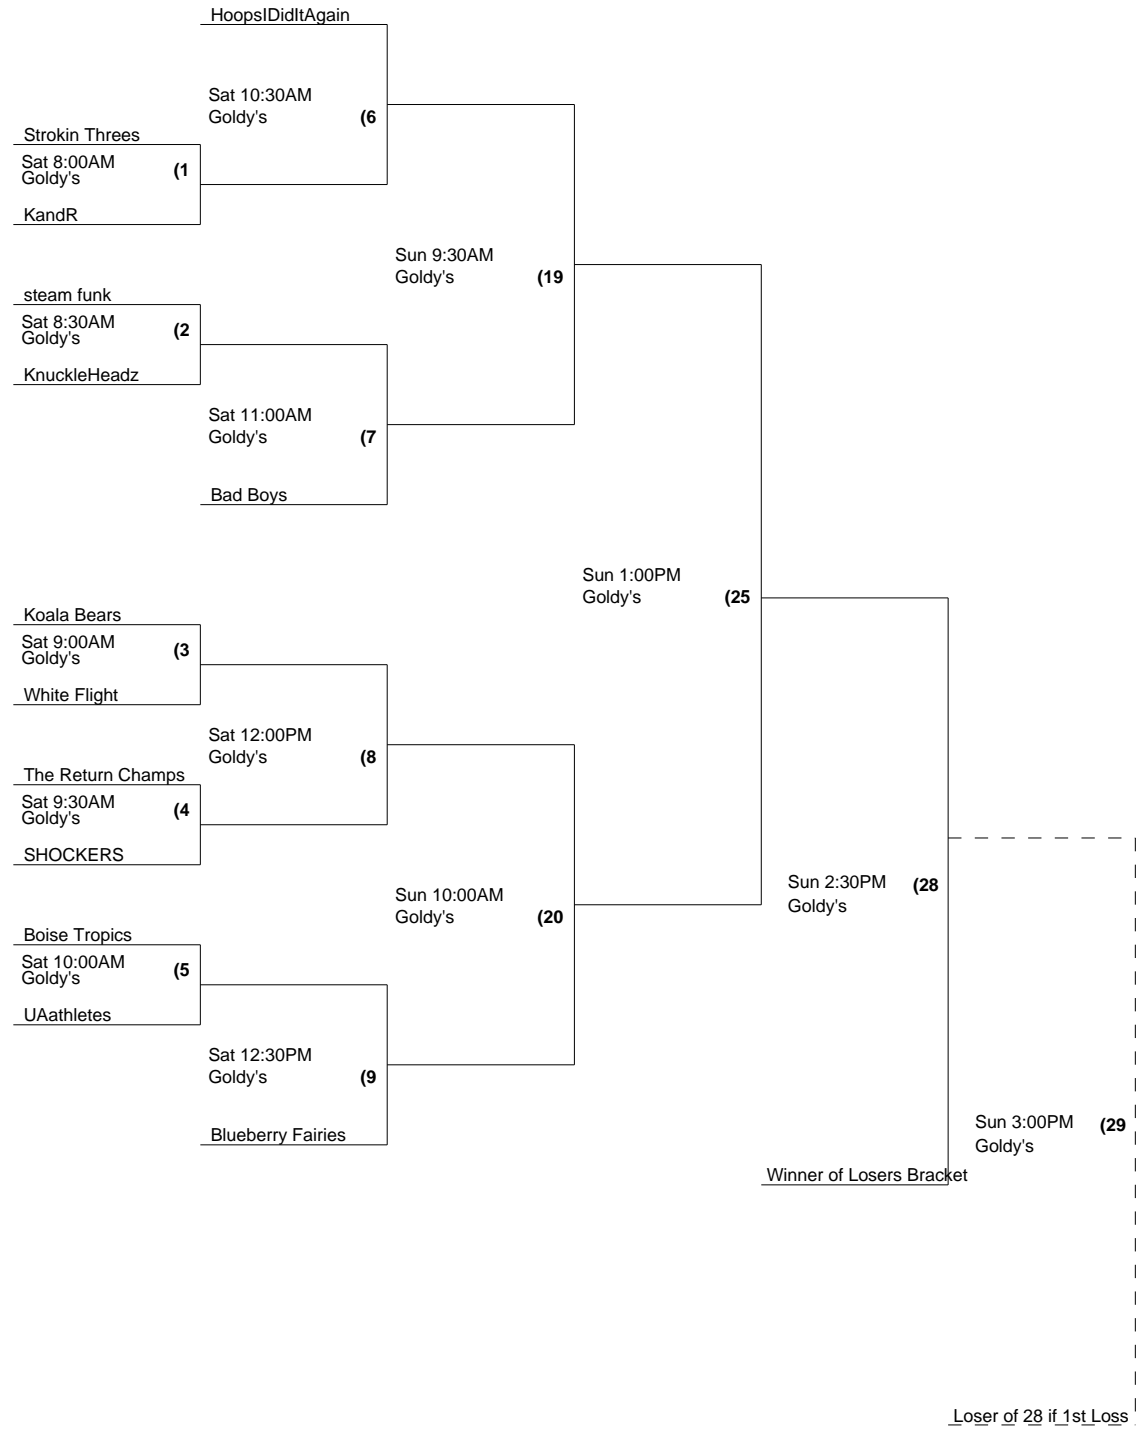 HoopsIDidItAgain
Sat 10:30AM
Goldy's (6
Strokin Threes
Sat 8:00AM
Goldy's (1
KandR
Sun 9:30AM
Goldy's (19
steam funk
Sat 8:30AM
Goldy's (2
KnuckleHeadz
Sat 11:00AM
Goldy's (7
Bad Boys
Sun 1:00PM
Goldy's (25
Koala Bears
Sat 9:00AM
Goldy's (3
White Flight
Sat 12:00PM
Goldy's (8
The Return Champs
Sat 9:30AM
Goldy's (4
SHOCKERS
Sun 10:00AM
Goldy's (20
Sun 2:30PM (28
Goldy's
Boise Tropics
Sat 10:00AM
Goldy's (5
UAathletes
Sat 12:30PM
Goldy's (9
Blueberry Fairies
Sun 3:00PM (29
Goldy's
Winner of Losers Bracket
Loser of 28 if 1st Loss